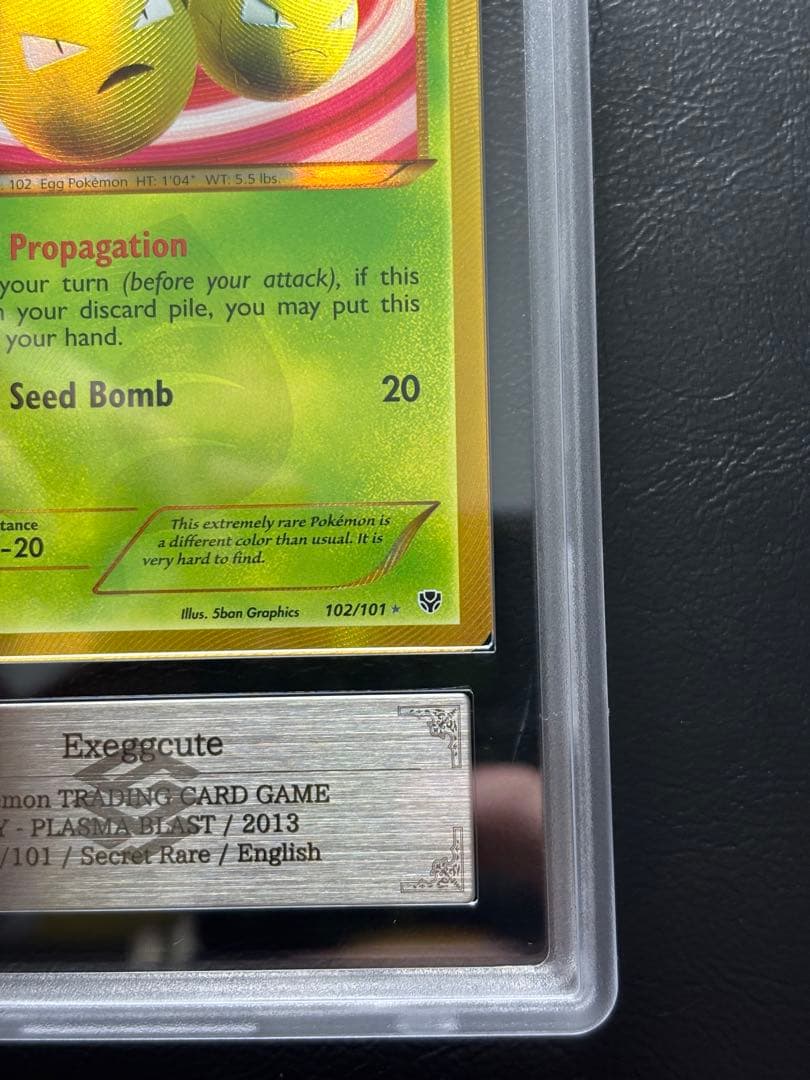 102 Egg Pokémon HT: 1'04" WT: 5.5 lbs.
Propagation
your turn (before your attack), if this
your discard pile, you may put this
your hand.
Seed Bomb 20
tance
-20
This extremely rare Pokémon is
a different color than usual. It is
very hard to find.
Illus. 5ban Graphics 102/101 ★
Exeggcute
mon TRADING CARD GAME
Y - PLASMA BLAST / 2013
/101 / Secret Rare / English